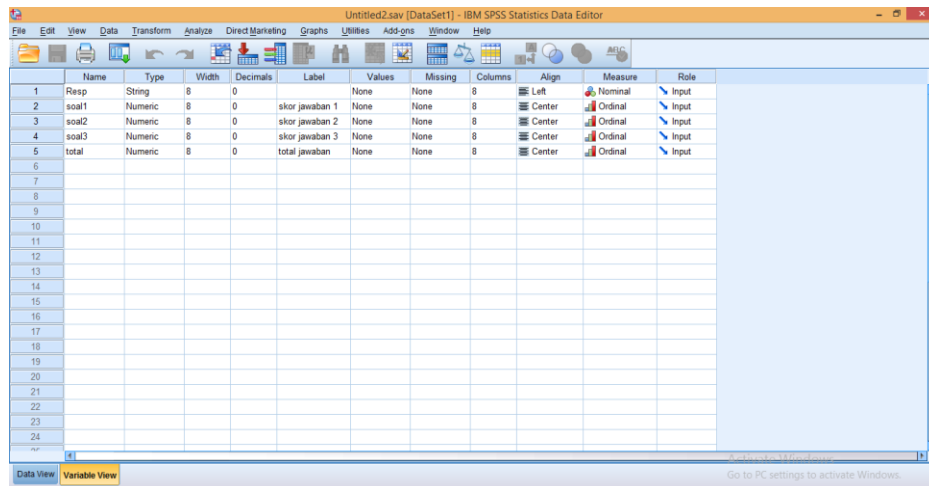 Untitled2.sav [DataSet1] - IBM SPSS Statistics Data Editor
File Edit View Data Transform Analyze Direct Marketing Graphs Utilities Add-ons Window Help
Name Type Width Decimals Label Values Missing Columns Align Measure Role
1 Resp String 8 0 None None 8 Left Nominal Input
2 soal1 Numeric 8 0 skor jawaban 1 None None 8 Center Ordinal Input
3 soal2 Numeric 8 0 skor jawaban 2 None None 8 Center Ordinal Input
4 soal3 Numeric 8 0 skor jawaban 3 None None 8 Center Ordinal Input
5 total Numeric 8 0 total jawaban None None 8 Center Ordinal Input
6
7
8
9
10
11
12
13
14
15
16
17
18
19
20
21
22
23
24
Activate Windows
Data View Variable View Go to PC settings to activate Windows.